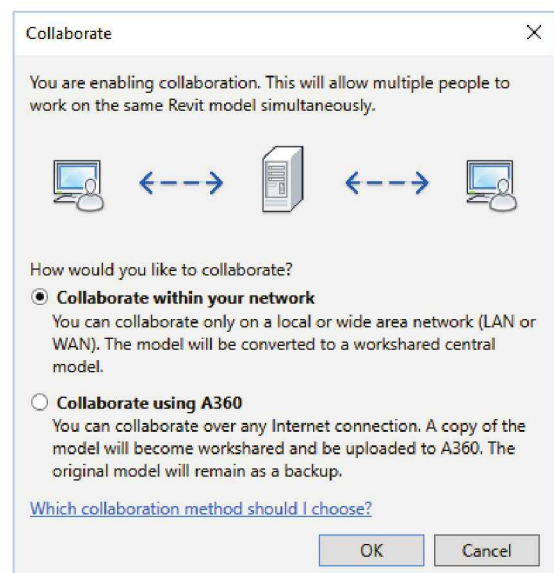 Collaborate
You are enabling collaboration. This will allow multiple people to
work on the same Revit model simultaneously.
How would you like to collaborate?
Collaborate within your network
You can collaborate only on a local or wide area network (LAN or
WAN). The model will be converted to a workshared central
model.
Collaborate using A360
You can collaborate over any Internet connection. A copy of the
model will become workshared and be uploaded to A360. The
original model will remain as a backup.
Which collaboration method should I choose?
OK Cancel